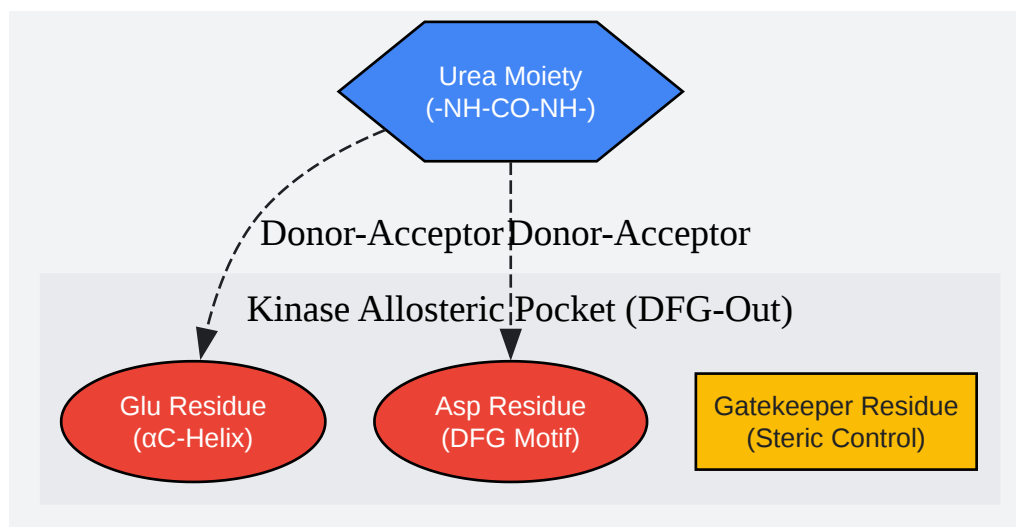 Urea Moiety
(-NH-CO-NH-)
Donor-Acceptor
Donor-Acceptor
Kinase Allosteric Pocket (DFG-Out)
Glu Residue
(αC-Helix)
Asp Residue
(DFG Motif)
Gatekeeper Residue
(Steric Control)